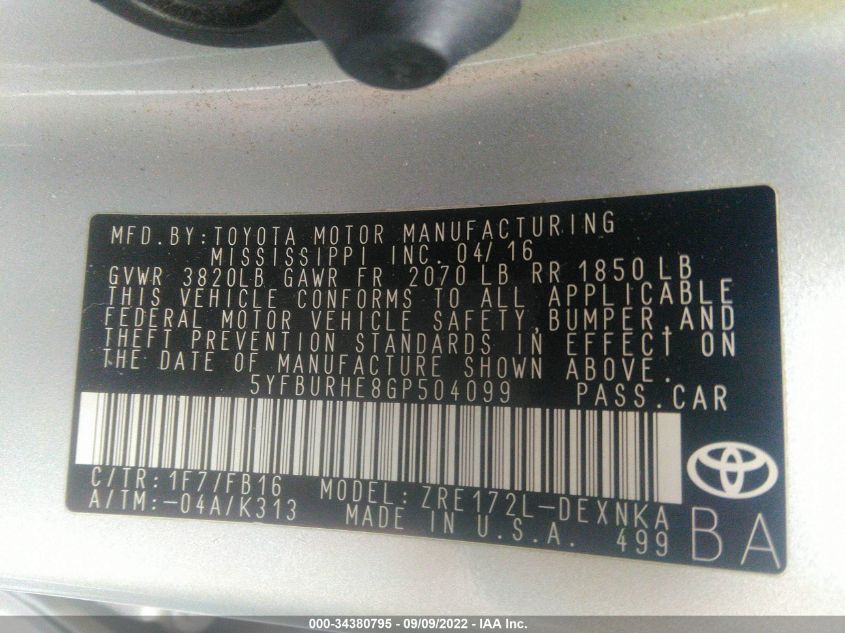 MFD.BY:TOYOTA MOTOR MANUFACTURING
MISSISSIPPI INC. 04/16
GVWR 3820LB GAWR FR 2070 LB RR 1850 LB
THIS VEHICLE CONFORMS TO ALL APPLICABLE
FEDERAL MOTOR VEHICLE SAFETY,BUMPER,AND
THEFT PREVENTION STANDARDS IN EFFECT ON
THE DATE OF MANUFACTURE SHOWN ABOVE.
5YFBURHE8GP504099 PASS.CAR
C/TR:1F7/FB16 MODEL:ZRE172L-DEXNKA
A/TM:-04A/K313 MADE IN U.S.A. 499
BA
000-34380795 - 09/09/2022 - IAA Inc.